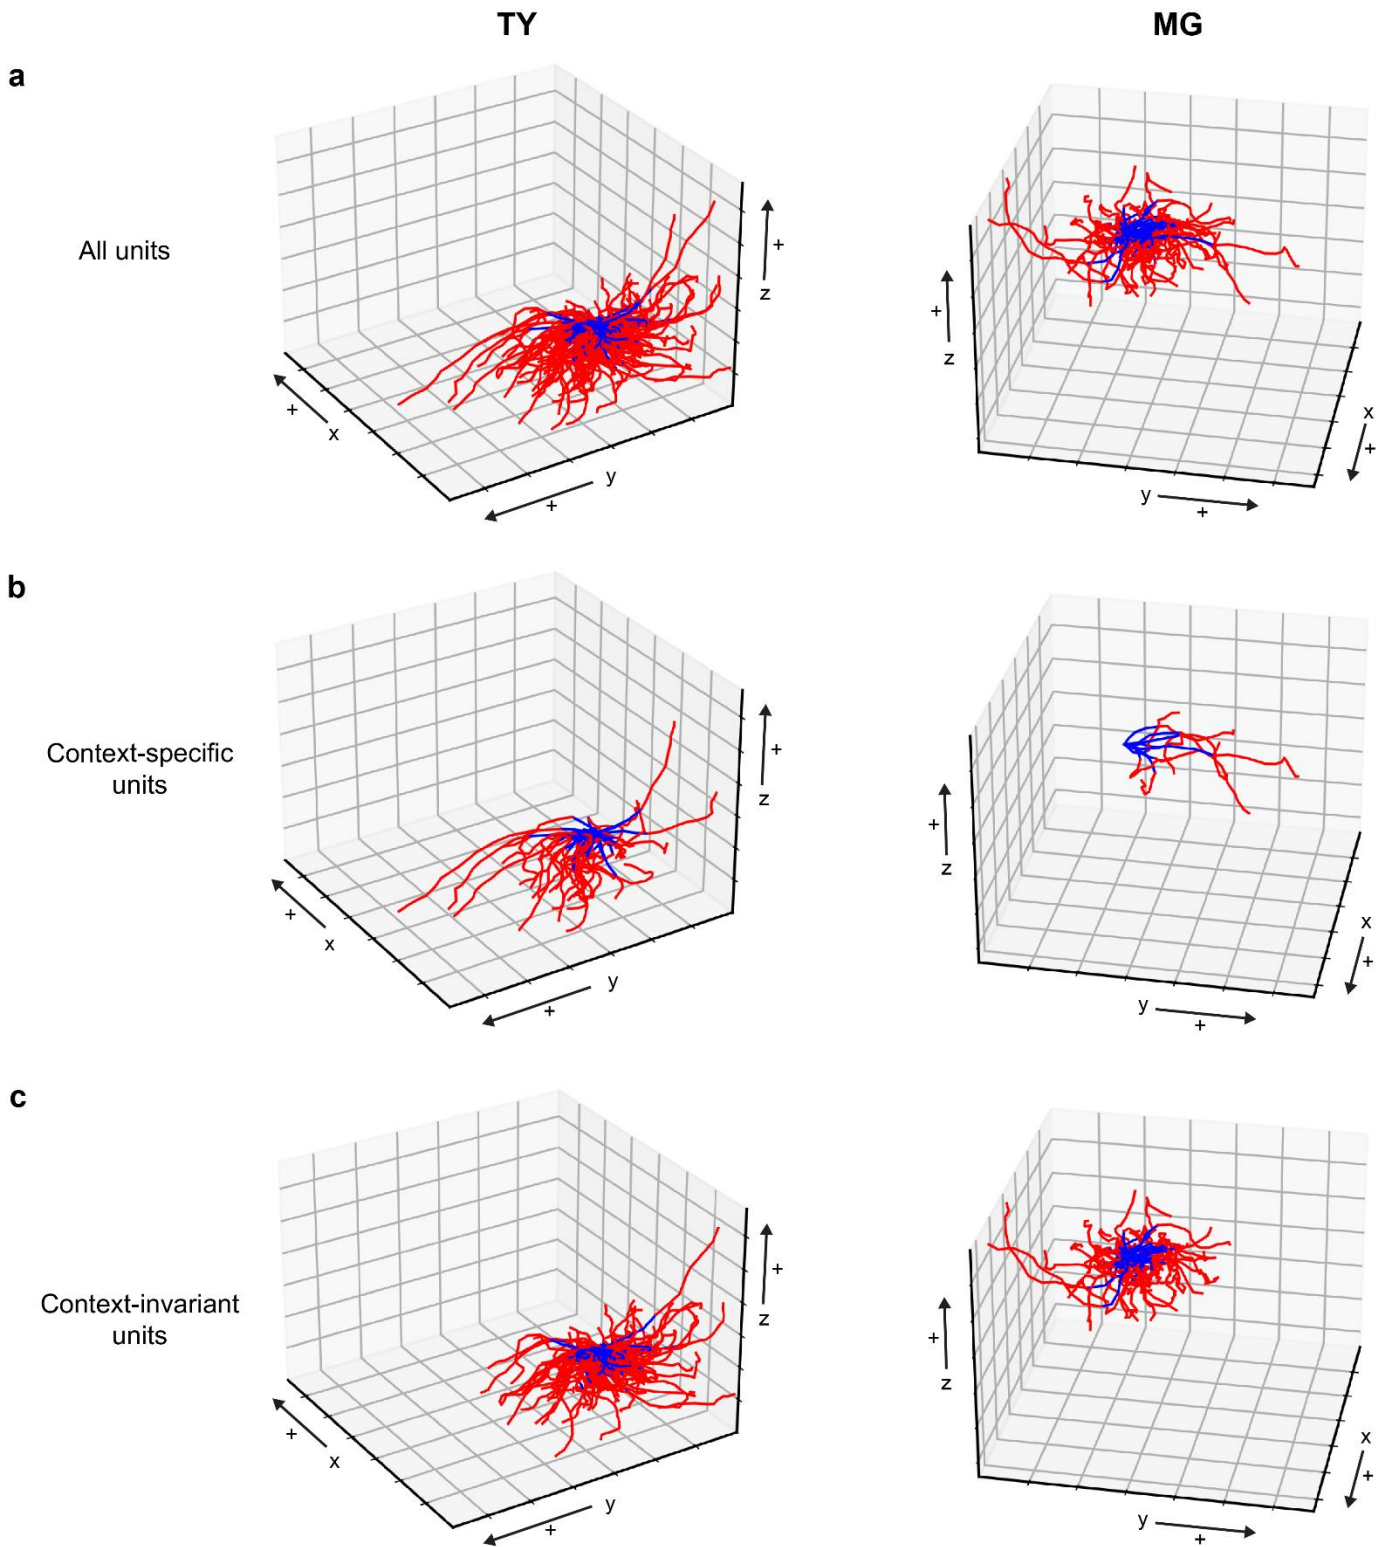 TY
MG
a
All units
+
z
+
x
y
+
+
z
x
+
y
+
b
Context-specific
units
+
z
+
x
y
+
+
z
x
+
y
+
c
Context-invariant
units
+
z
+
x
y
+
+
z
x
+
y
+